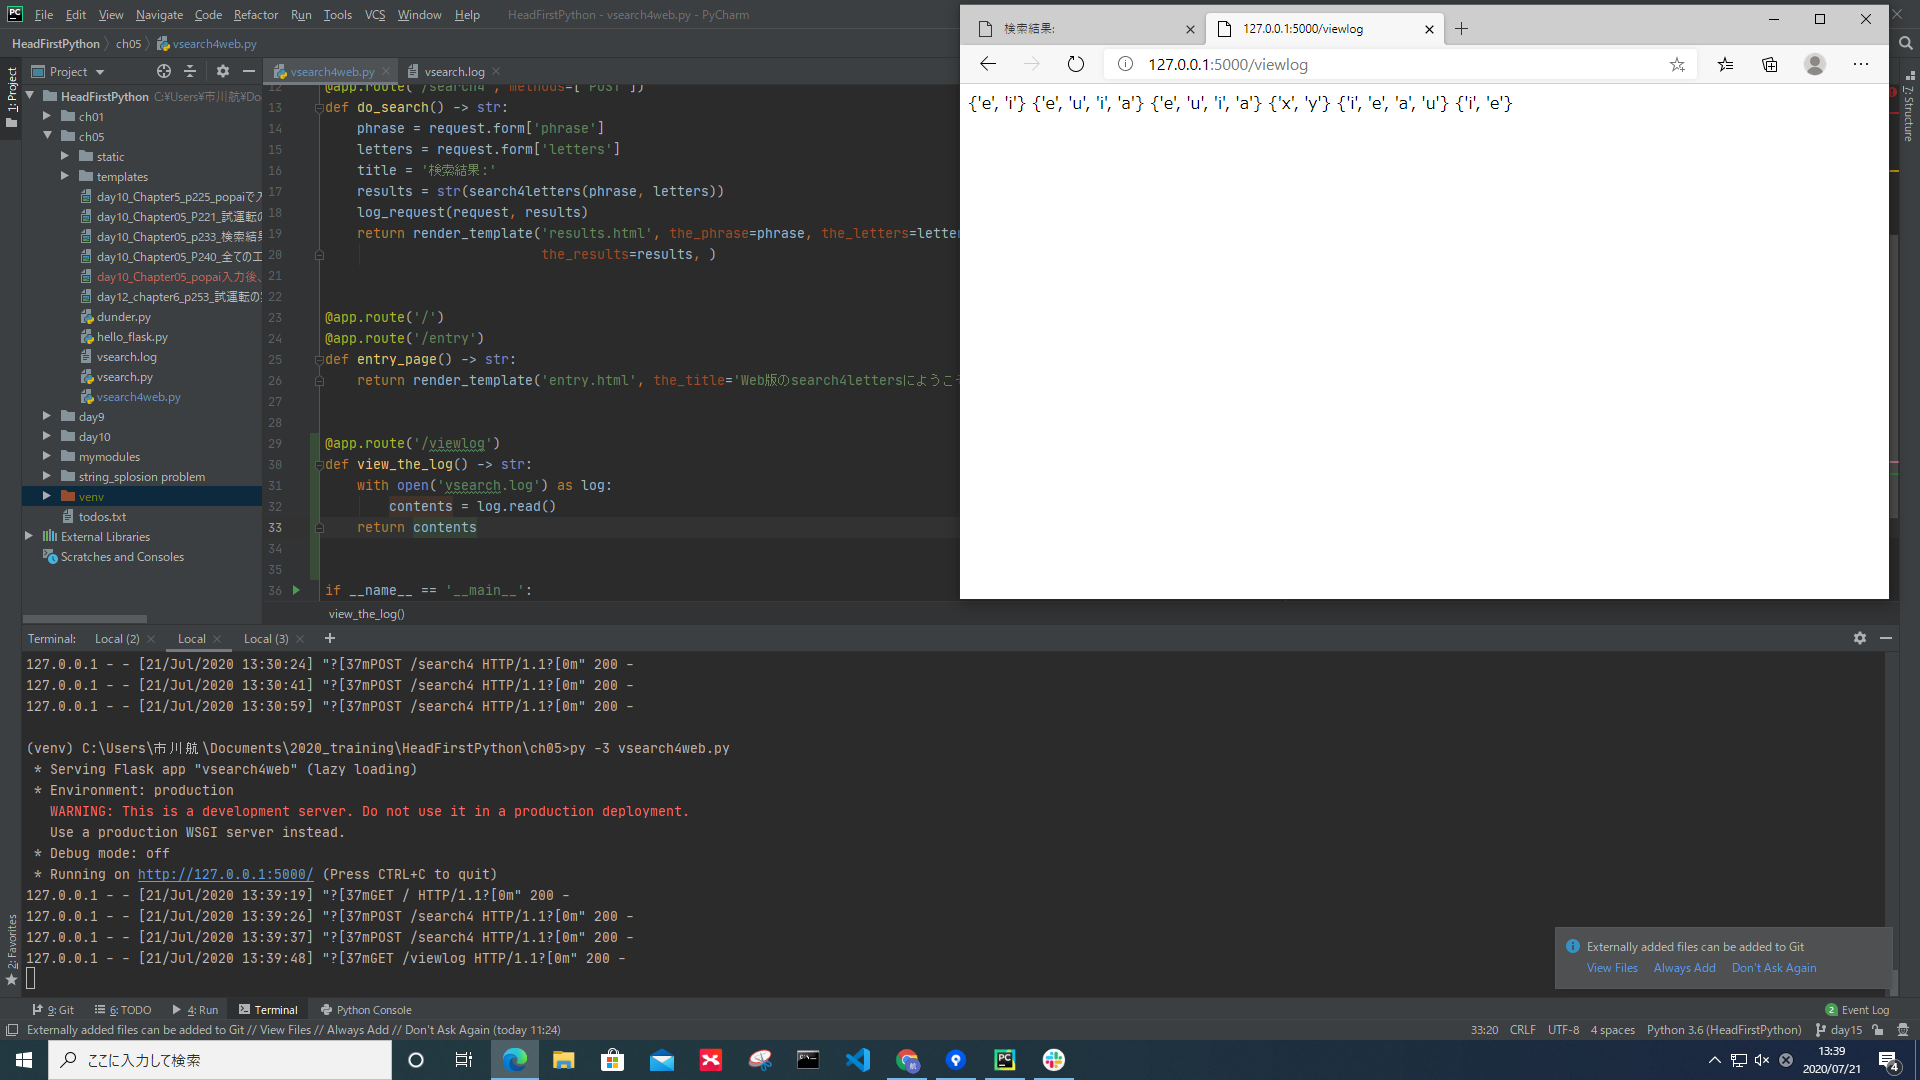 File Edit View Navigate Code Refactor Run Tools VCS Window Help HeadFirstPython - vsearch4web.py - PyCharm
HeadFirstPython ch05 vsearch4web.py
Project
vsearch4web.py
vsearch.log
1: Project
HeadFirstPython C:¥Users¥市川航¥Do
ch01
ch05
static
templates
day10_Chapter5_p225_popaiで入
day10_Chapter05_P221_試運転の
day10_Chapter05_p233_検索結果
day10_Chapter05_P240_全ての工
day10_Chapter05_popai入力後、
day12_chapter6_p253_試運転の
dunder.py
hello_flask.py
vsearch.log
vsearch.py
vsearch4web.py
day9
day10
mymodules
string_splosion problem
venv
todos.txt
External Libraries
Scratches and Consoles
12 @app.route('/search4', methods=['POST'])
13 def do_search() -> str:
14 phrase = request.form['phrase']
15 letters = request.form['letters']
16 title = '検索結果：'
17 results = str(search4letters(phrase, letters))
18 log_request(request, results)
19 return render_template('results.html', the_phrase=phrase, the_letters=letter
20 the_results=results, )
21
22
23 @app.route('/')
24 @app.route('/entry')
25 def entry_page() -> str:
26 return render_template('entry.html', the_title='Web版のsearch4lettersにようこそ
27
28
29 @app.route('/viewlog')
30 def view_the_log() -> str:
31 with open('vsearch.log') as log:
32 contents = log.read()
33 return contents
34
35
36 if __name__ == '__main__':
view_the_log()
検索結果:
127.0.0.1:5000/viewlog
127.0.0.1:5000/viewlog
{'e', 'i'} {'e', 'u', 'i', 'a'} {'e', 'u', 'i', 'a'} {'x', 'y'} {'i', 'e', 'a', 'u'} {'i', 'e'}
7: Structure
Terminal: Local (2) Local Local (3)
127.0.0.1 - - [21/Jul/2020 13:30:24] "?[37mPOST /search4 HTTP/1.1?[0m" 200 -
127.0.0.1 - - [21/Jul/2020 13:30:41] "?[37mPOST /search4 HTTP/1.1?[0m" 200 -
127.0.0.1 - - [21/Jul/2020 13:30:59] "?[37mPOST /search4 HTTP/1.1?[0m" 200 -
(venv) C:\Users\市川航\Documents\2020_training\HeadFirstPython\ch05>py -3 vsearch4web.py
* Serving Flask app "vsearch4web" (lazy loading)
* Environment: production
WARNING: This is a development server. Do not use it in a production deployment.
Use a production WSGI server instead.
* Debug mode: off
* Running on http://127.0.0.1:5000/ (Press CTRL+C to quit)
127.0.0.1 - - [21/Jul/2020 13:39:19] "?[37mGET / HTTP/1.1?[0m" 200 -
127.0.0.1 - - [21/Jul/2020 13:39:26] "?[37mPOST /search4 HTTP/1.1?[0m" 200 -
127.0.0.1 - - [21/Jul/2020 13:39:37] "?[37mPOST /search4 HTTP/1.1?[0m" 200 -
127.0.0.1 - - [21/Jul/2020 13:39:48] "?[37mGET /viewlog HTTP/1.1?[0m" 200 -
2: Favorites
Externally added files can be added to Git
View Files Always Add Don't Ask Again
9: Git 6: TODO 4: Run Terminal Python Console
2 Event Log
Externally added files can be added to Git // View Files // Always Add // Don't Ask Again (today 11:24)
33:20 CRLF UTF-8 4 spaces Python 3.6 (HeadFirstPython) day15
ここに入力して検索
13:39
2020/07/21
4